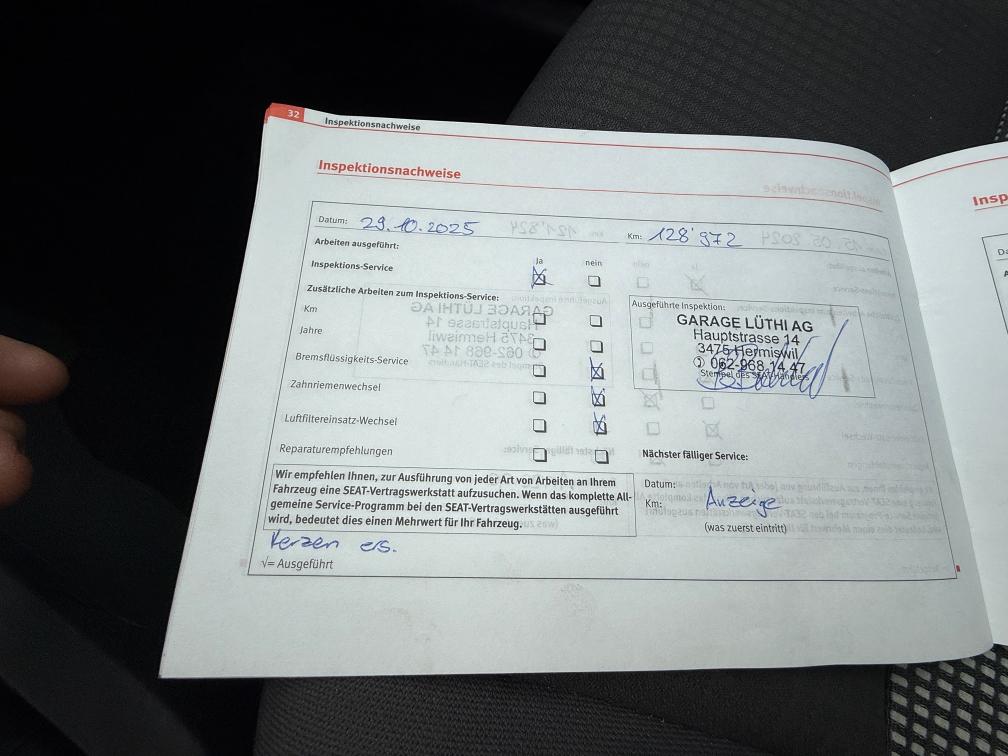 32
Inspektionsnachweise
Inspektionsnachweise
Datum: 29.10.2025
Km: 128'972
Arbeiten ausgeführt:
Ja nein
Inspektions-Service
Zusätzliche Arbeiten zum Inspektions-Service:
Km
Jahre
Bremsflüssigkeits-Service
Zahnriemenwechsel
Luftfiltereinsatz-Wechsel
Reparaturempfehlungen
Wir empfehlen Ihnen, zur Ausführung von jeder Art von Arbeiten an Ihrem
Fahrzeug eine SEAT-Vertragswerkstatt aufzusuchen. Wenn das komplette All-
gemeine Service-Programm bei den SEAT-Vertragswerkstätten ausgeführt
wird, bedeutet dies einen Mehrwert für Ihr Fahrzeug.
Kerzen ers.
√= Ausgeführt
Ausgeführte Inspektion:
GARAGE LÜTHI AG
Hauptstrasse 14
3475 Hermiswil
✆ 062-968 14 47
Stempel des SEAT-Händlers
Nächster fälliger Service:
Datum:
Km: Anzeige
(was zuerst eintritt)
Insp